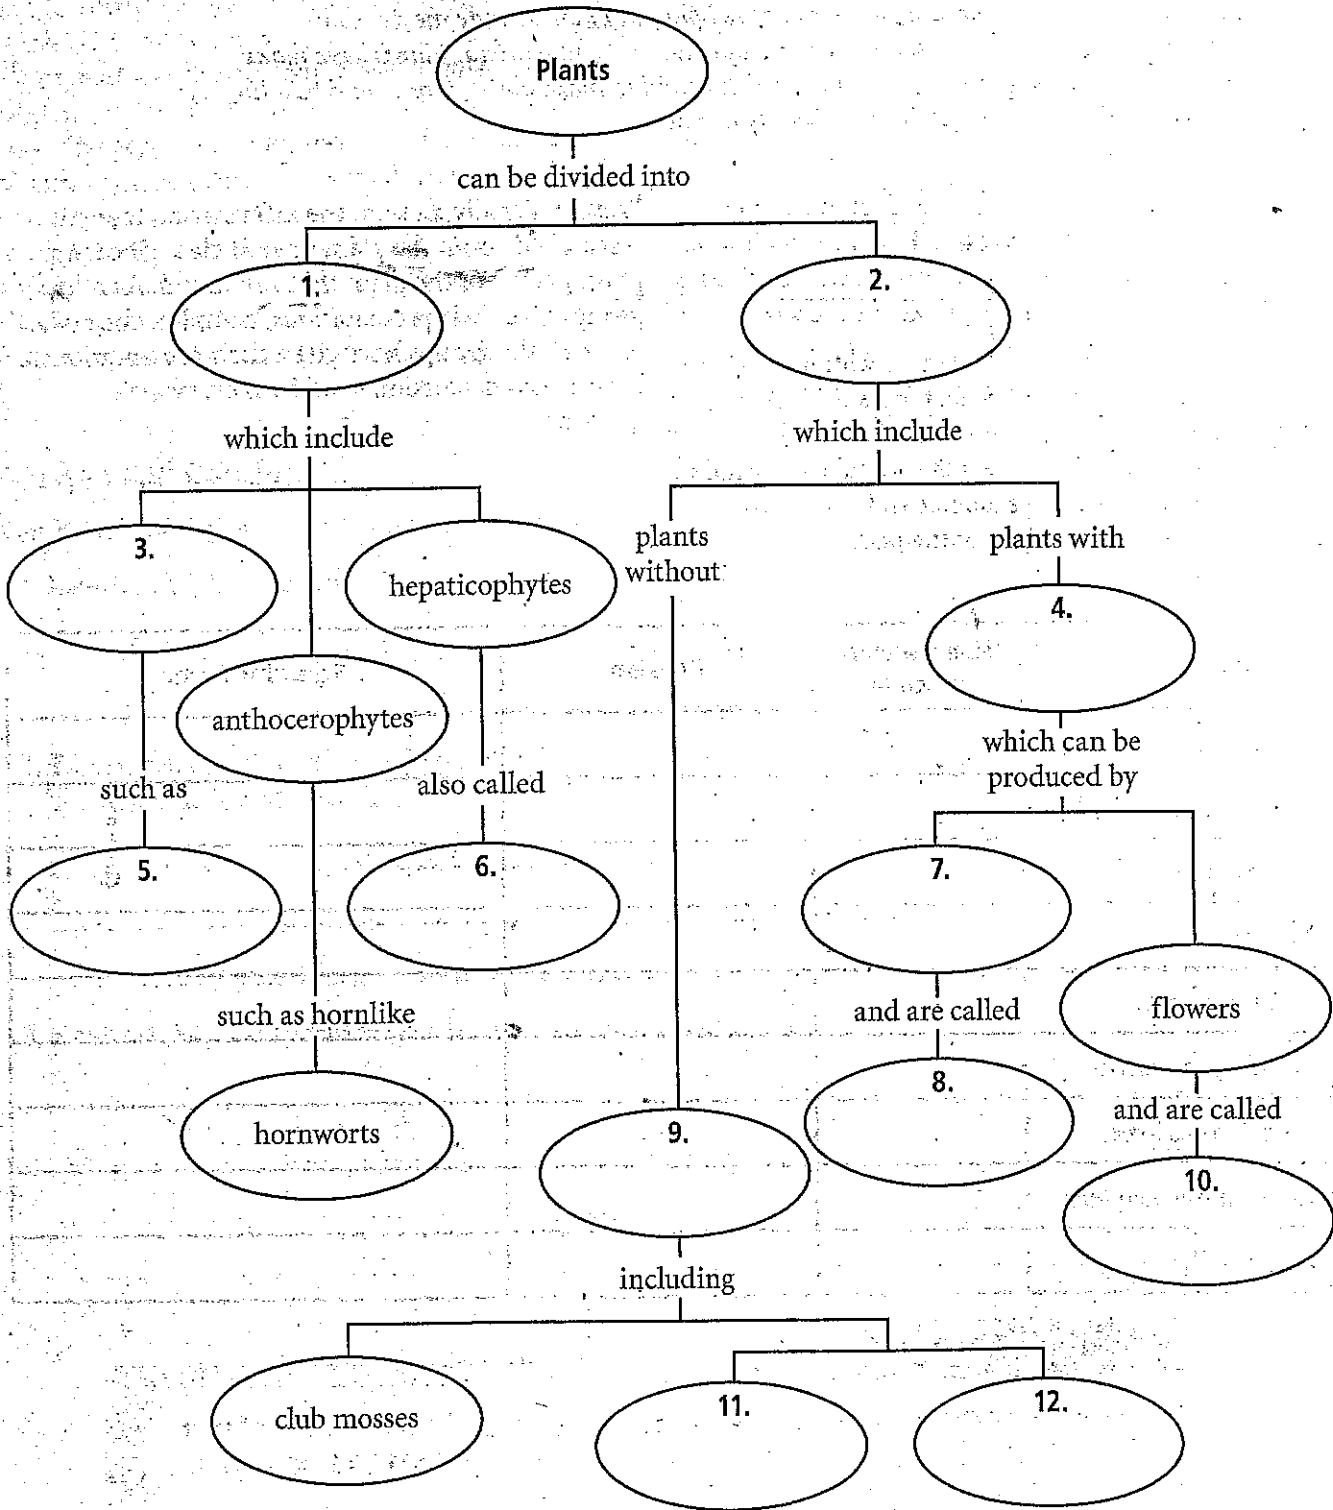 Plants
can be divided into
1.
2.
which include
which include
3.
hepaticophytes
plants
without
plants with
4.
anthocerophytes
which can be
produced by
such as
also called
5.
6.
7.
such as hornlike
and are called
flowers
8.
hornworts
9.
and are called
10.
including
club mosses
11.
12.